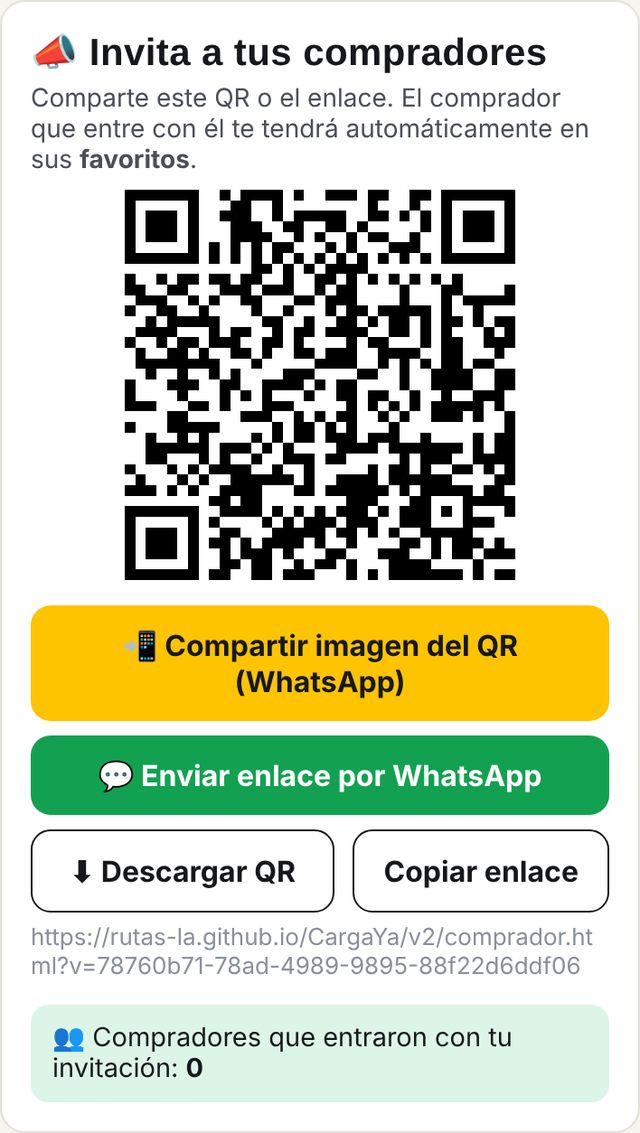 Invita a tus compradores
Comparte este QR o el enlace. El comprador
que entre con él te tendrá automáticamente en
sus favoritos.
Compartir imagen del QR
(WhatsApp)
Enviar enlace por WhatsApp
⬇ Descargar QR
Copiar enlace
https://rutas-la.github.io/CargaYa/v2/comprador.ht
ml?v=78760b71-78ad-4989-9895-88f22d6ddf06
Compradores que entraron con tu
invitación: 0